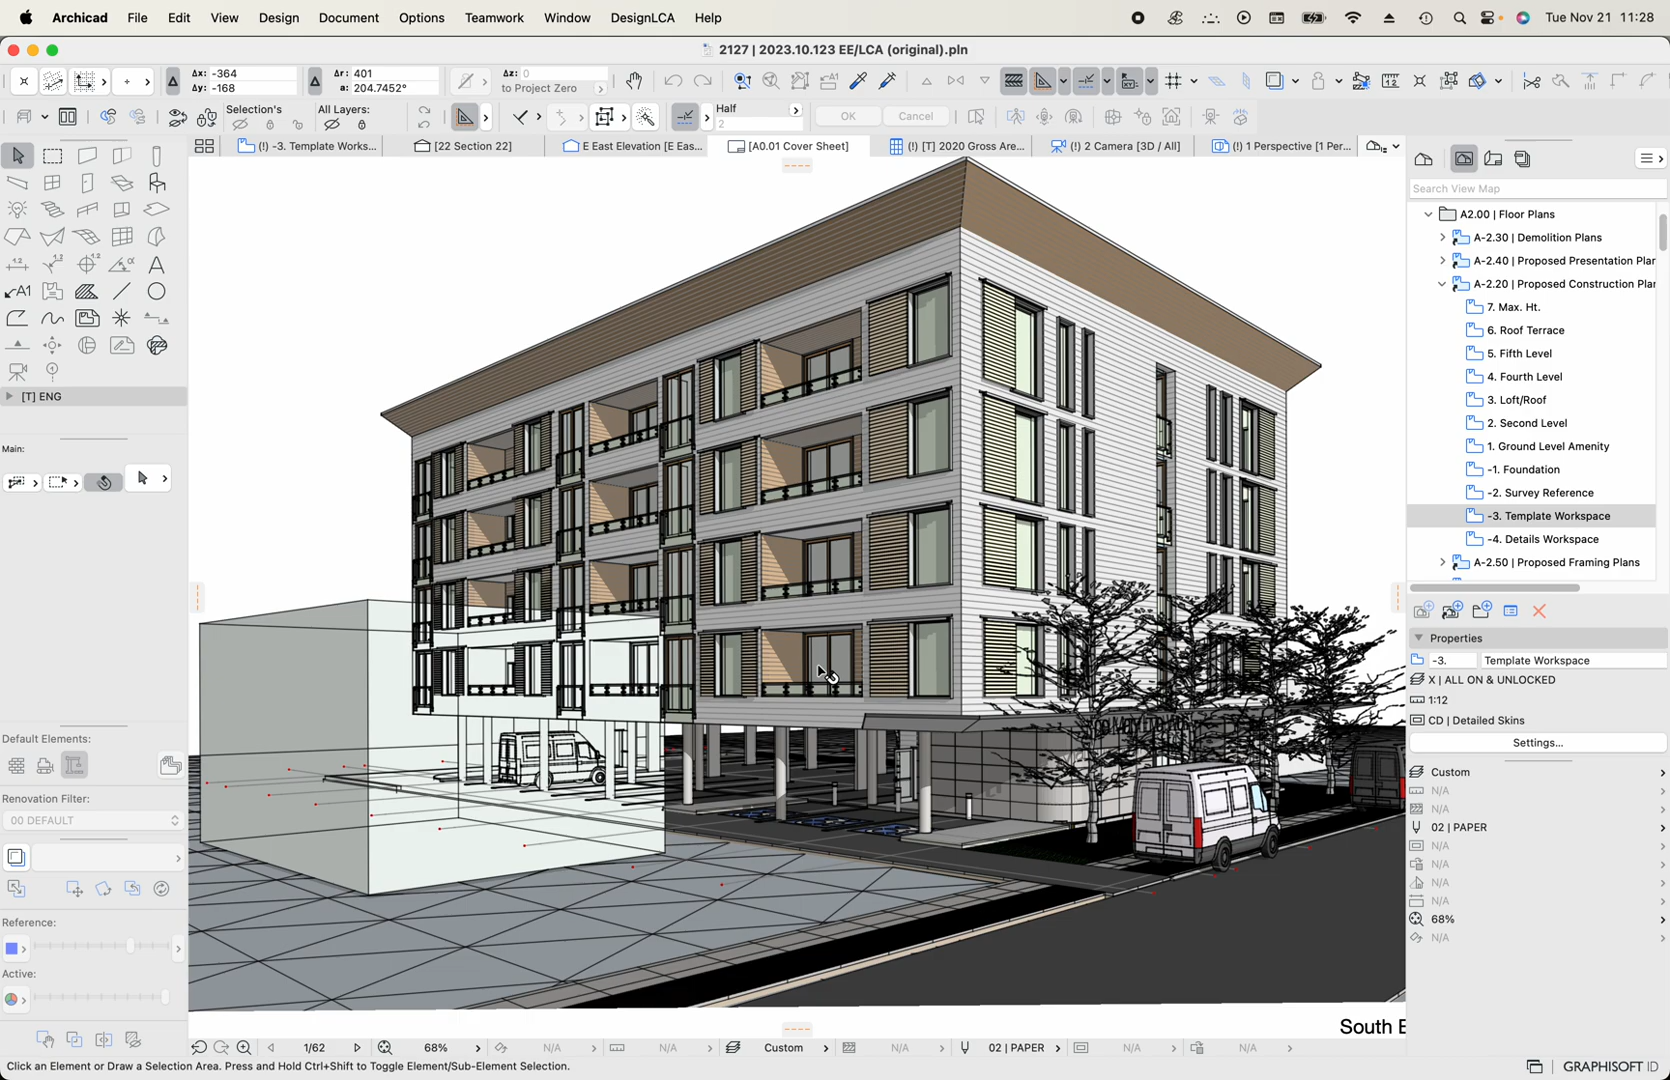 Archicad File Edit View Design Document Options Teamwork Window DesignLCA Help Tue Nov 21 11:28
2127 | 2023.10.123 EE/LCA (original).pln
Δx: -364
Δy: -168
Δr: 401
a: 204.7452°
Δz: 0
to Project Zero
Selection's
All Layers:
Half
2
OK
Cancel
(!) -3. Template Works...
[22 Section 22]
E East Elevation [E Eas...
[A0.01 Cover Sheet]
(!) [T] 2020 Gross Are...
(!) 2 Camera [3D / All]
(!) 1 Perspective [1 Per...
1.2
1.2
A1
[T] ENG
Main:
Default Elements:
Renovation Filter:
00 DEFAULT
Reference:
Active:
Search View Map
A2.00 | Floor Plans
A-2.30 | Demolition Plans
A-2.40 | Proposed Presentation Plan
A-2.20 | Proposed Construction Plan
7. Max. Ht.
6. Roof Terrace
5. Fifth Level
4. Fourth Level
3. Loft/Roof
2. Second Level
1. Ground Level Amenity
-1. Foundation
-2. Survey Reference
-3. Template Workspace
-4. Details Workspace
A-2.50 | Proposed Framing Plans
Properties
-3. Template Workspace
X | ALL ON & UNLOCKED
1:12
CD | Detailed Skins
Settings...
Custom
N/A
N/A
02 | PAPER
N/A
N/A
N/A
N/A
68%
N/A
South E
1/62 68% N/A N/A Custom N/A 02 | PAPER N/A N/A
Click an Element or Draw a Selection Area. Press and Hold Ctrl+Shift to Toggle Element/Sub-Element Selection.
GRAPHISOFT ID